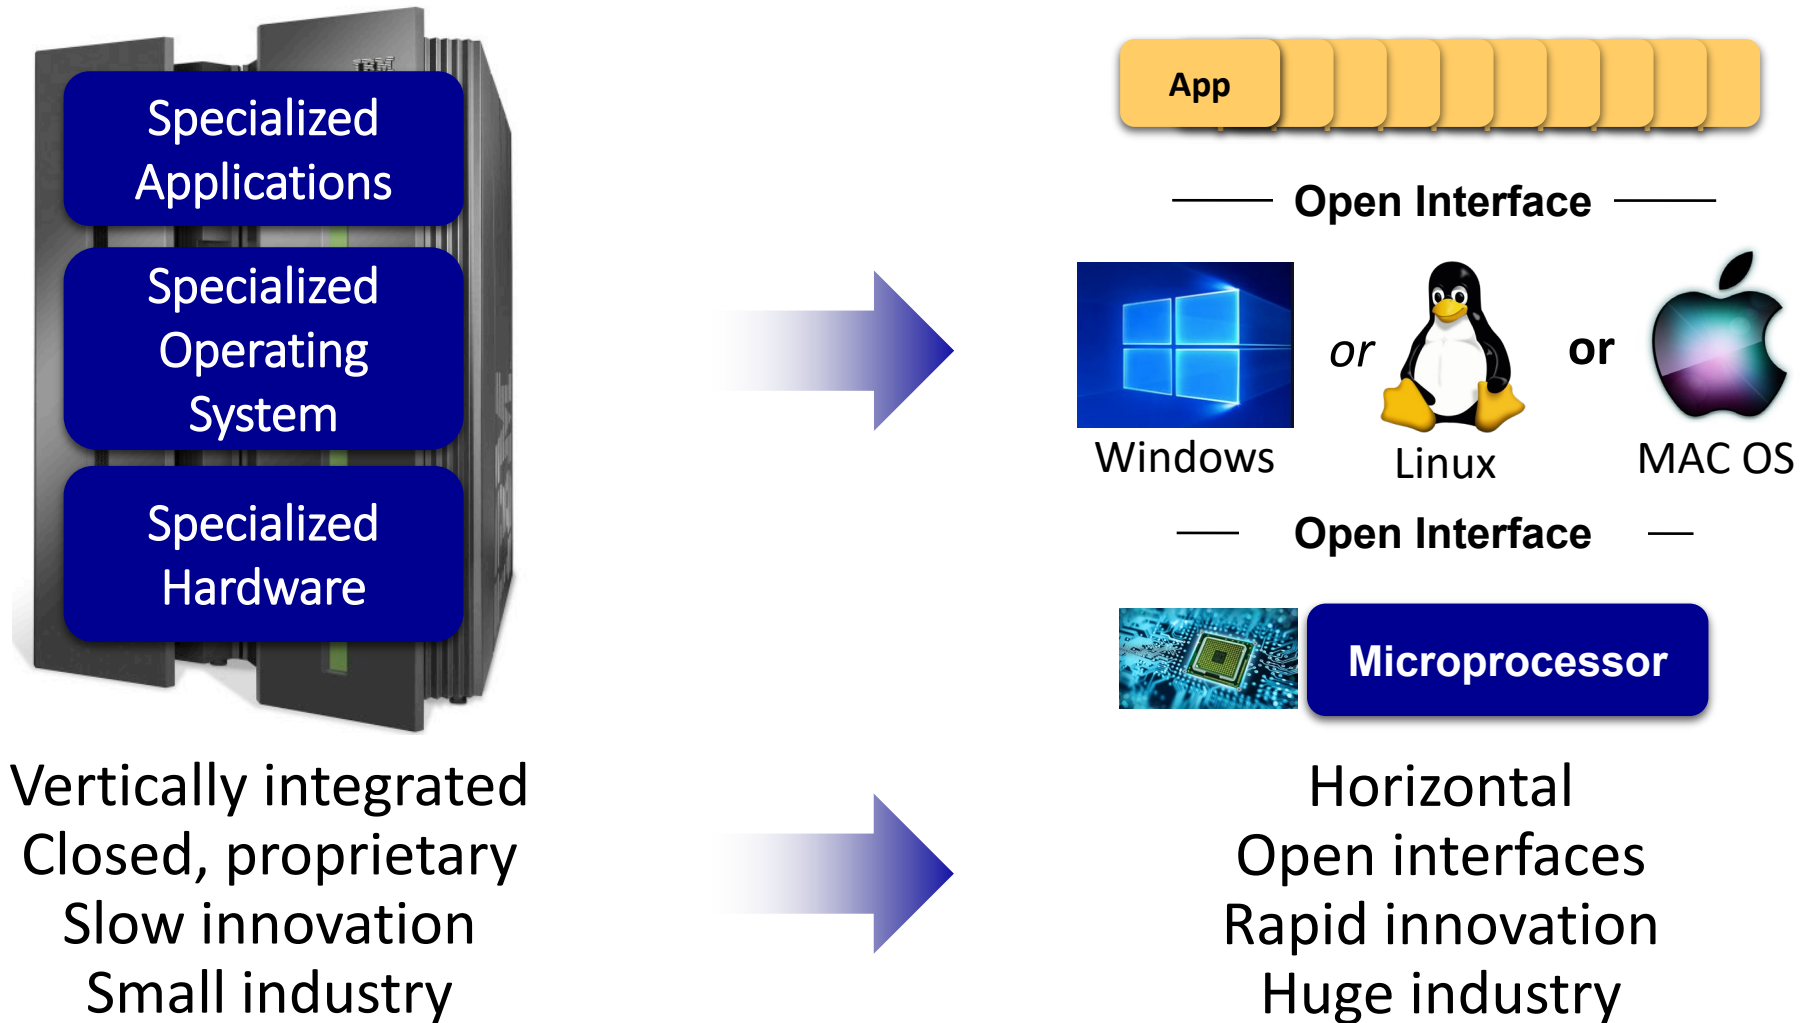 IBM
Specialized
Applications
Specialized
Operating
System
Specialized
Hardware
Vertically integrated
Closed, proprietary
Slow innovation
Small industry
App
Open Interface
or
or
Windows
Linux
MAC OS
Open Interface
Microprocessor
Horizontal
Open interfaces
Rapid innovation
Huge industry